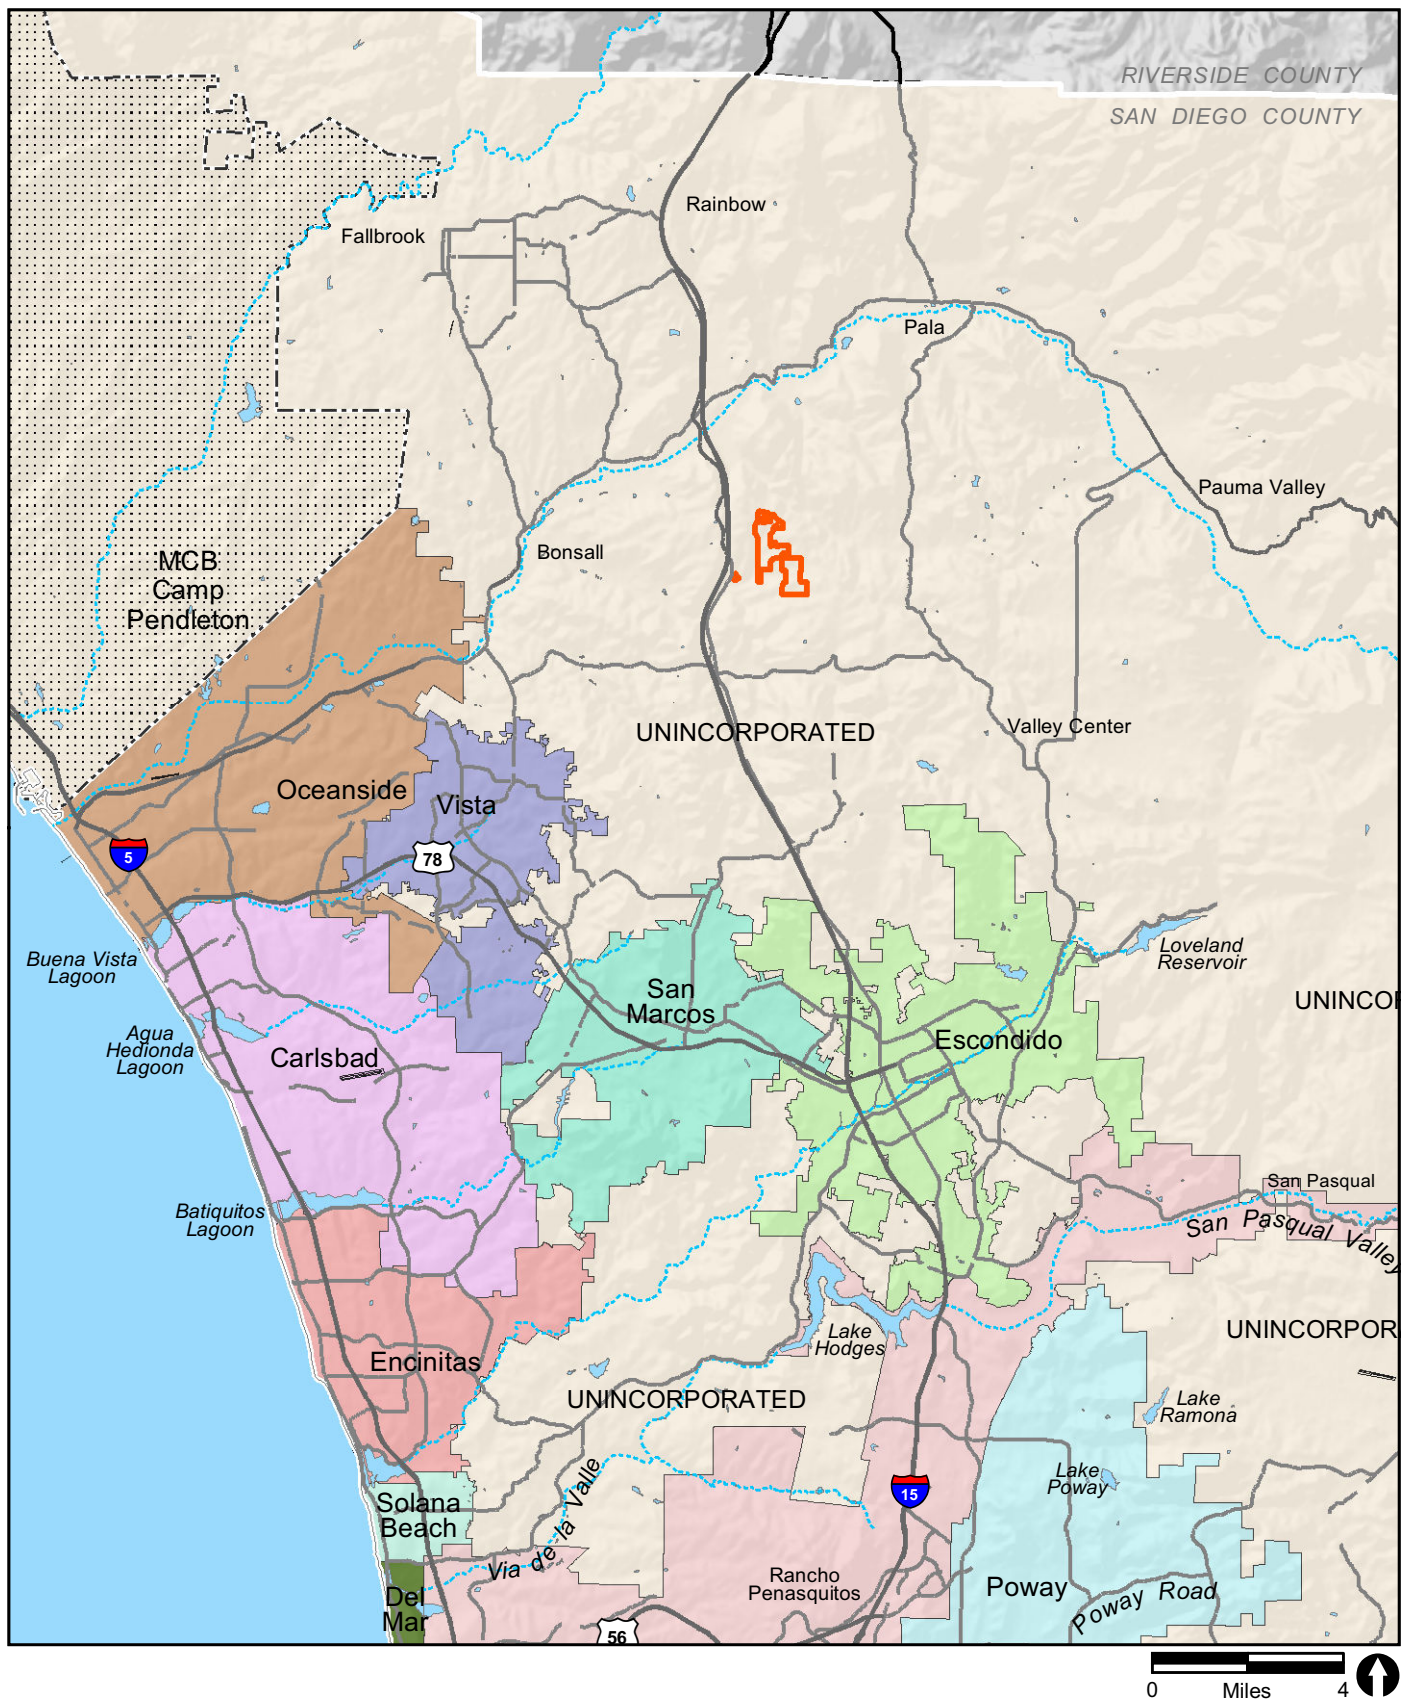 RIVERSIDE COUNTY
SAN DIEGO COUNTY
Rainbow
Fallbrook
Pala
Pauma Valley
Bonsall
MCB
Camp
Pendleton
UNINCORPORATED
Valley Center
Oceanside
Vista
78
5
Buena Vista
Lagoon
Loveland
Reservoir
San
Marcos
UNINCOR
Agua
Hedionda
Lagoon
Carlsbad
Escondido
San Pasqual
Batiquitos
Lagoon
San Pasqual Valley
Lake
Hodges
UNINCORPOR
Encinitas
UNINCORPORATED
Lake
Ramona
Lake
Poway
15
Solana
Beach
Via de la Valle
Rancho
Penasquitos
Poway
Poway Road
Del
Mar
56
0 Miles 4